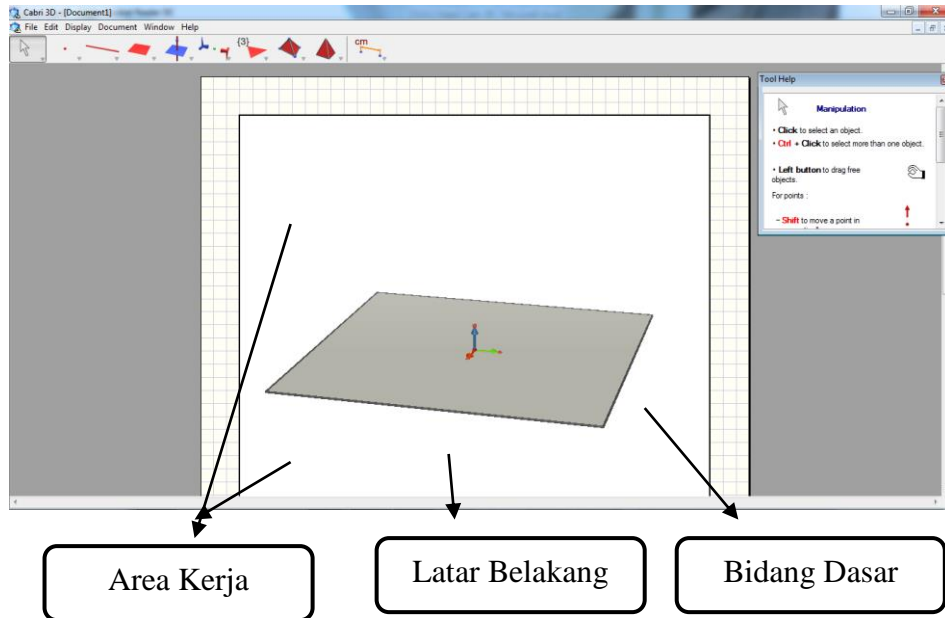 Cabri 3D - [Document1]
File Edit Display Document Window Help
{3}
cm
Tool Help
Manipulation
• Click to select an object.
• Ctrl + Click to select more than one object.
• Left button to drag free
objects.
For points :
– Shift to move a point in
Area Kerja
Latar Belakang
Bidang Dasar